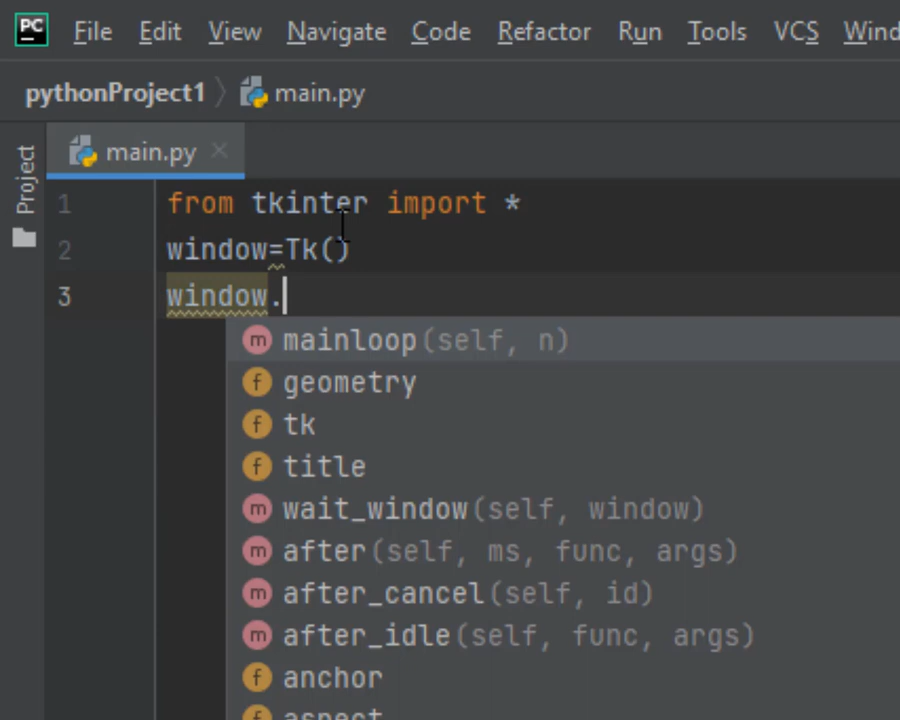 PC File Edit View Navigate Code Refactor Run Tools VCS Wind
pythonProject1 main.py
main.py
Project
1 from tkinter import *
2 window=Tk()
3 window.
m mainloop(self, n)
f geometry
f tk
f title
m wait_window(self, window)
m after(self, ms, func, args)
m after_cancel(self, id)
m after_idle(self, func, args)
f anchor
f aspect